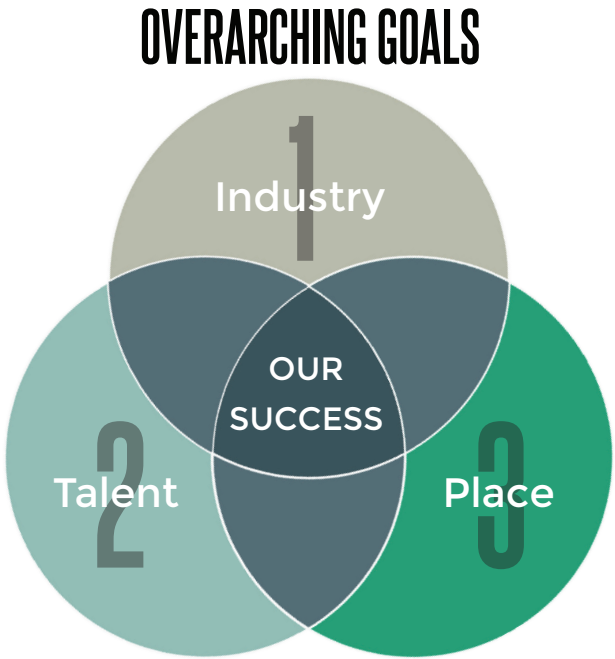 OVERARCHING GOALS
1
Industry
OUR
SUCCESS
2
Talent
3
Place